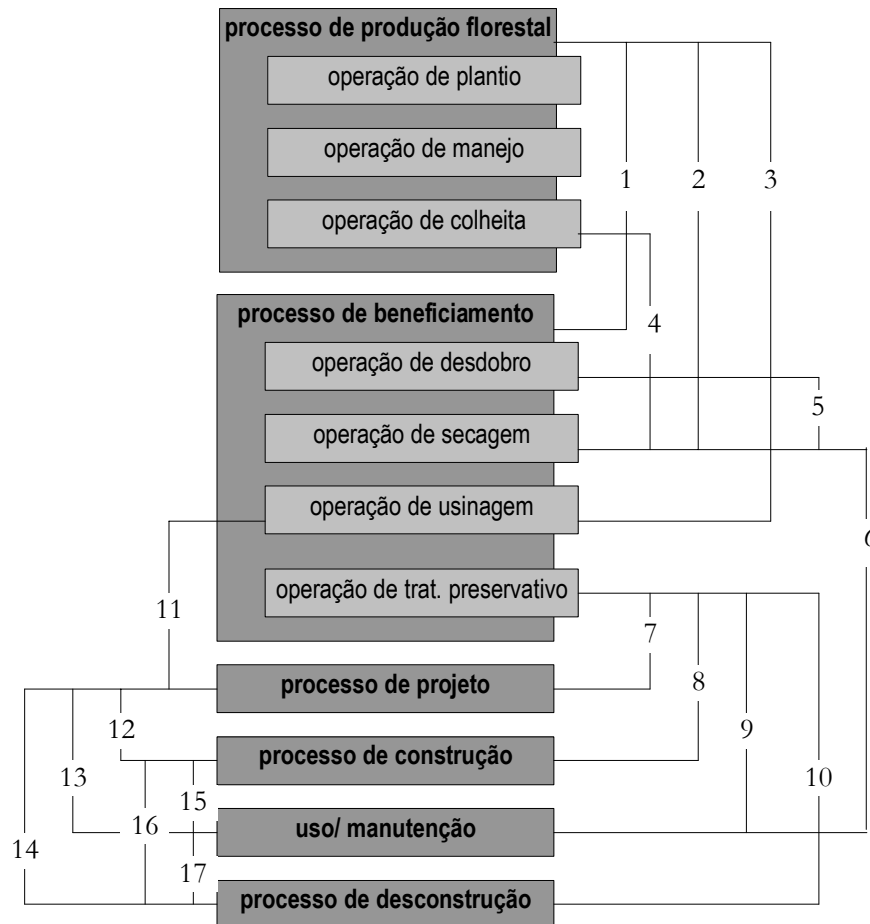 processo de produção florestal
operação de plantio
operação de manejo
1
2
3
operação de colheita
processo de beneficiamento
4
operação de desdobro
5
operação de secagem
operação de usinagem
6
operação de trat. preservativo
11
7
processo de projeto
8
12
9
processo de construção
13
15
10
16
uso/ manutenção
14
17
processo de desconstrução